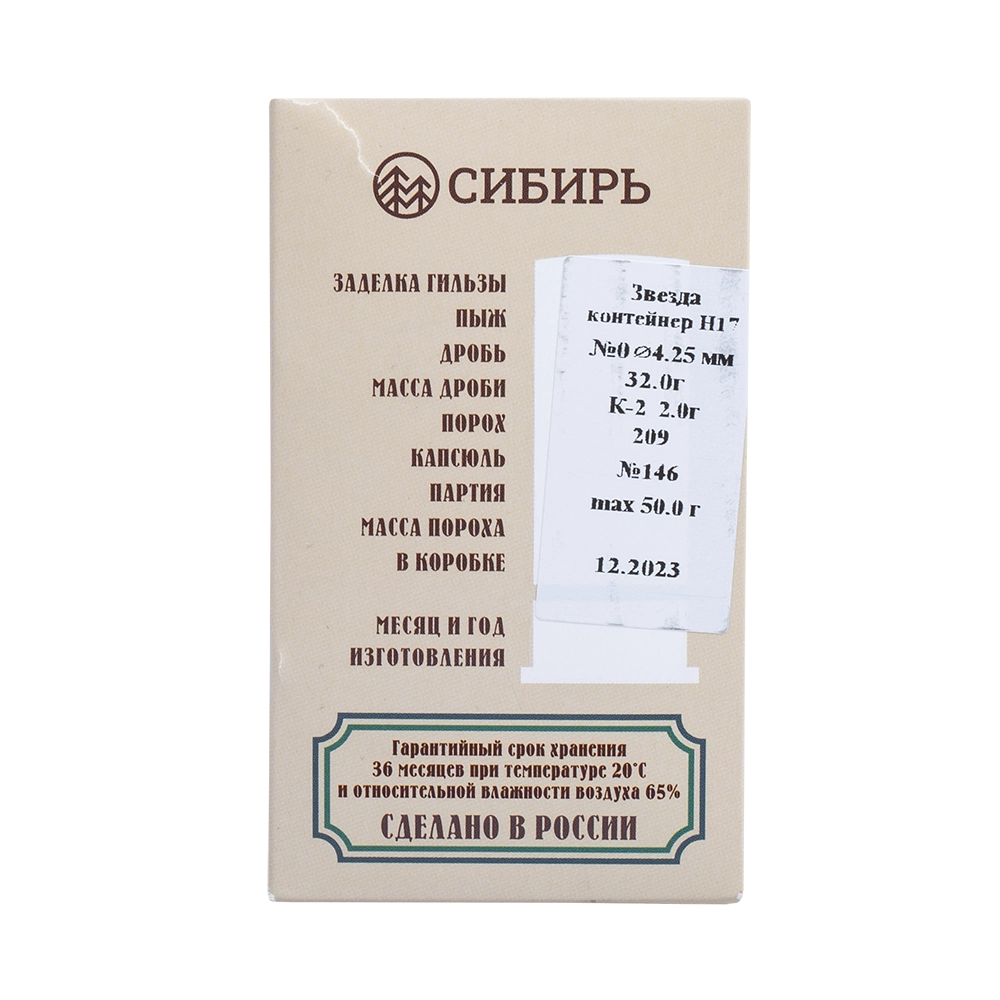 СИБИРЬ
ЗАДЕЛКА ГИЛЬЗЫ
ПЫЖ
ДРОБЬ
МАССА ДРОБИ
ПОРОХ
КАПСЮЛЬ
ПАРТИЯ
МАССА ПОРОХА
В КОРОБКЕ
МЕСЯЦ И ГОД
ИЗГОТОВЛЕНИЯ
Звезда
контейнер Н17
№0 ⌀4.25 мм
32.0г
К-2 2.0г
209
№146
max 50.0 г
12.2023
Гарантийный срок хранения
36 месяцев при температуре 20°С
и относительной влажности воздуха 65%
СДЕЛАНО В РОССИИ